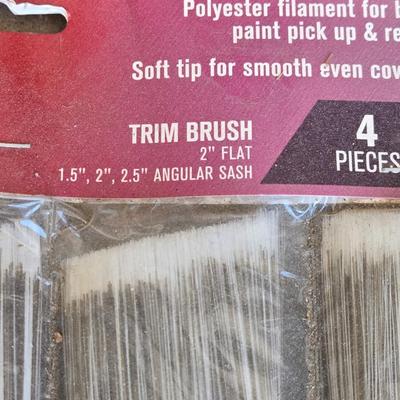 Polyester filament for
paint pick up &
Soft tip for smooth even
TRIM BRUSH
2" FLAT
1.5", 2", 2.5" ANGULAR SASH
4
PIECES